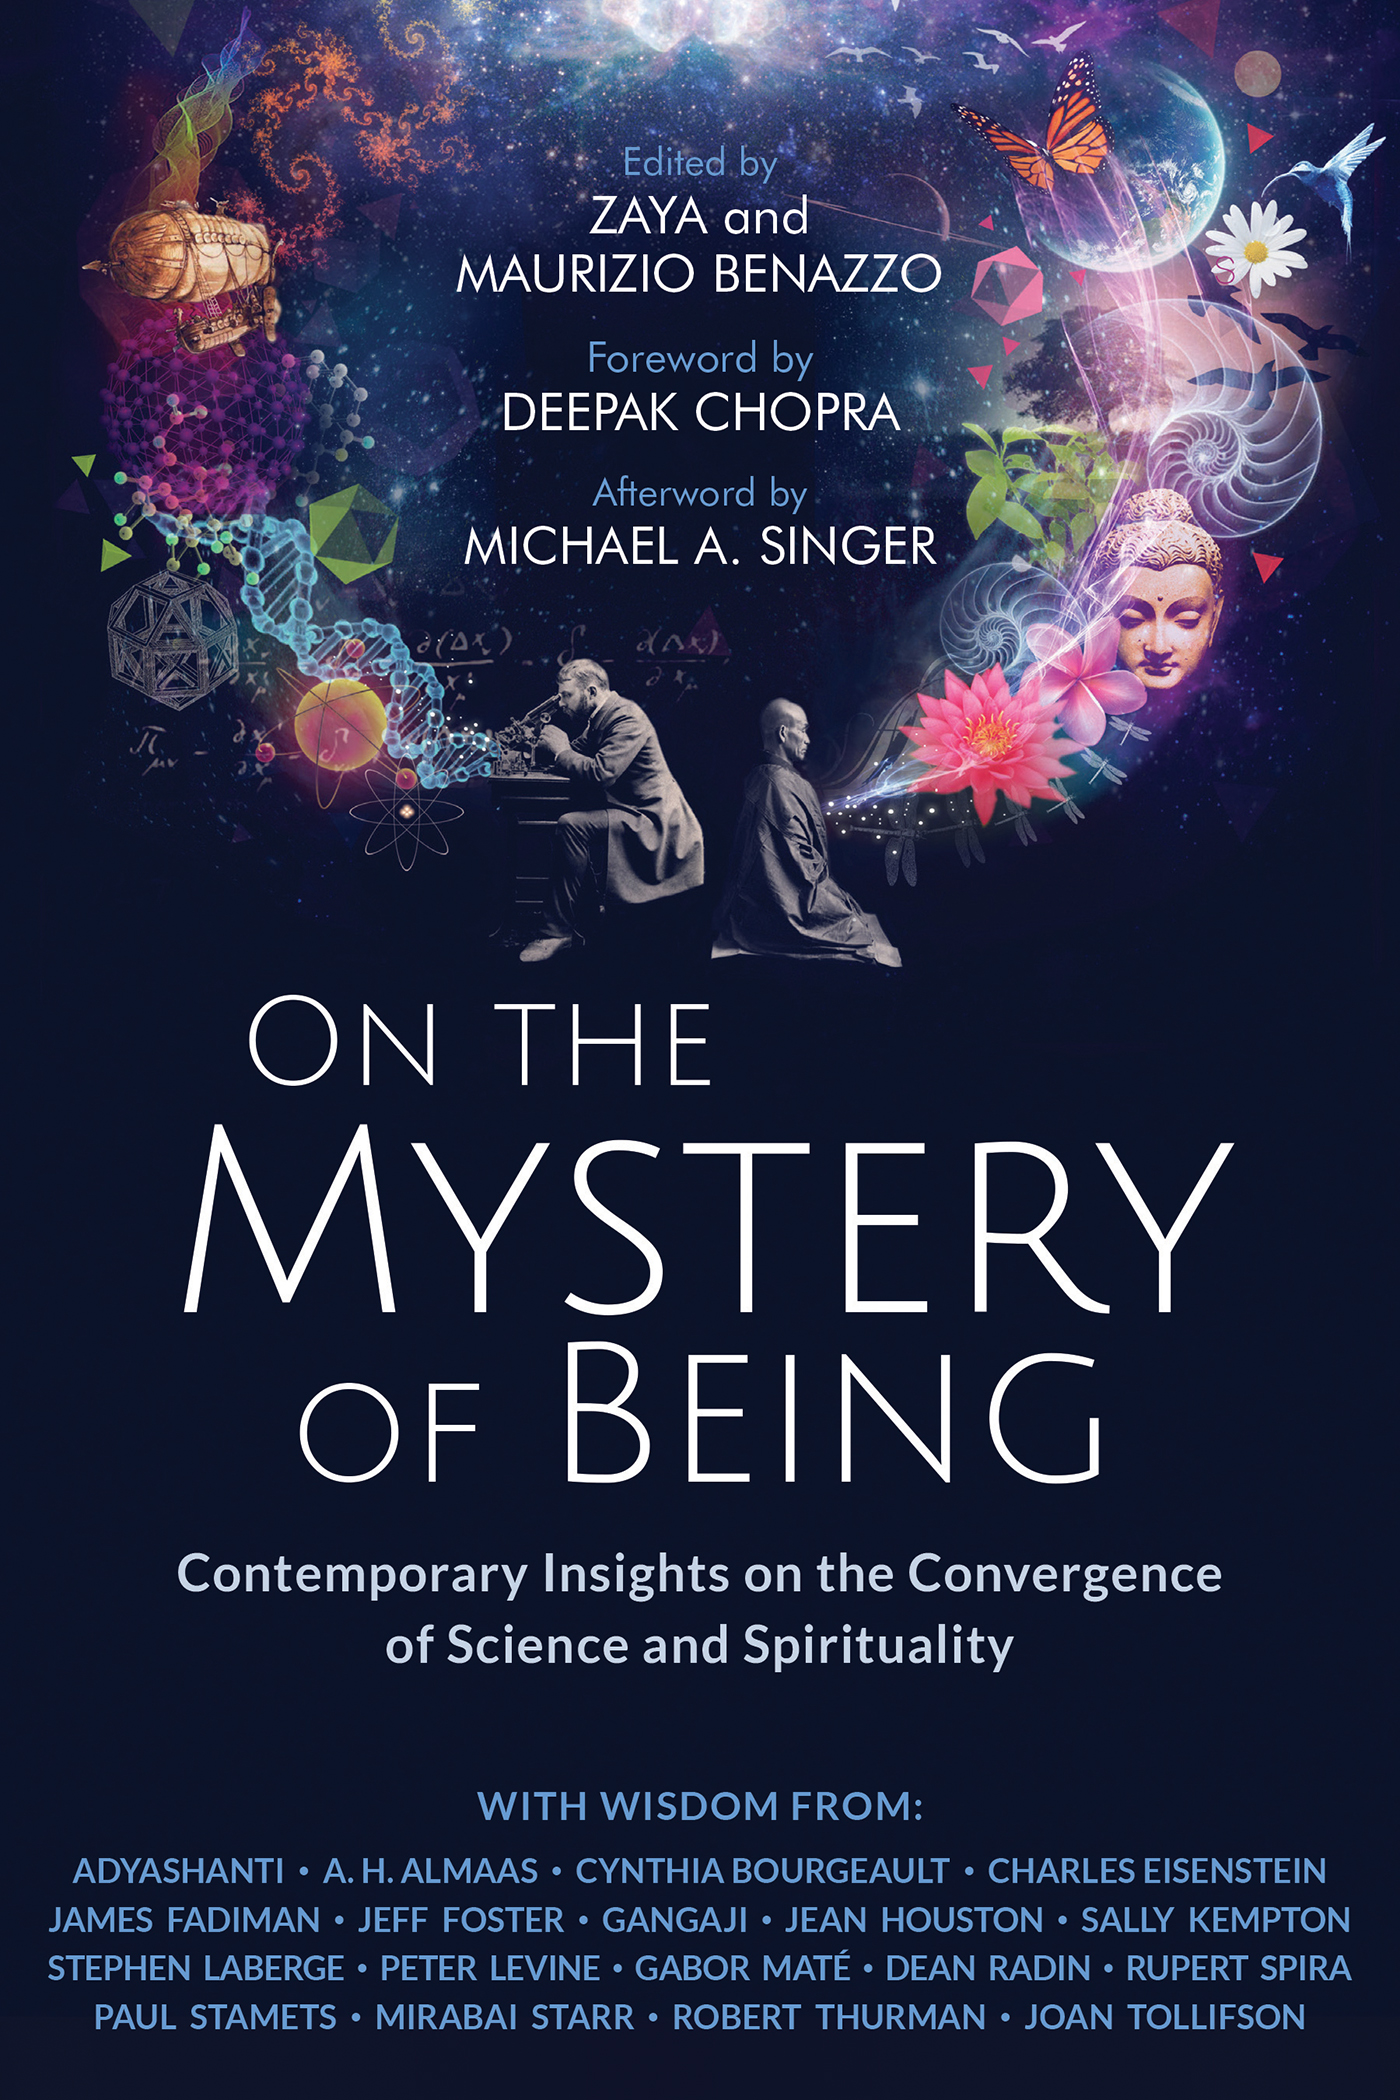 Edited by
ZAYA and
MAURIZIO BENAZZO
Foreword by
DEEPAK CHOPRA
Afterword by
MICHAEL A. SINGER
ON THE
MYSTERY
OF BEING
Contemporary Insights on the Convergence
of Science and Spirituality
WITH WISDOM FROM:
ADYASHANTI • A. H. ALMAAS • CYNTHIA BOURGEAULT • CHARLES EISENSTEIN
JAMES FADIMAN • JEFF FOSTER • GANGAJI • JEAN HOUSTON • SALLY KEMPTON
STEPHEN LABERGE • PETER LEVINE • GABOR MATÉ • DEAN RADIN • RUPERT SPIRA
PAUL STAMETS • MIRABAI STARR • ROBERT THURMAN • JOAN TOLLIFSON